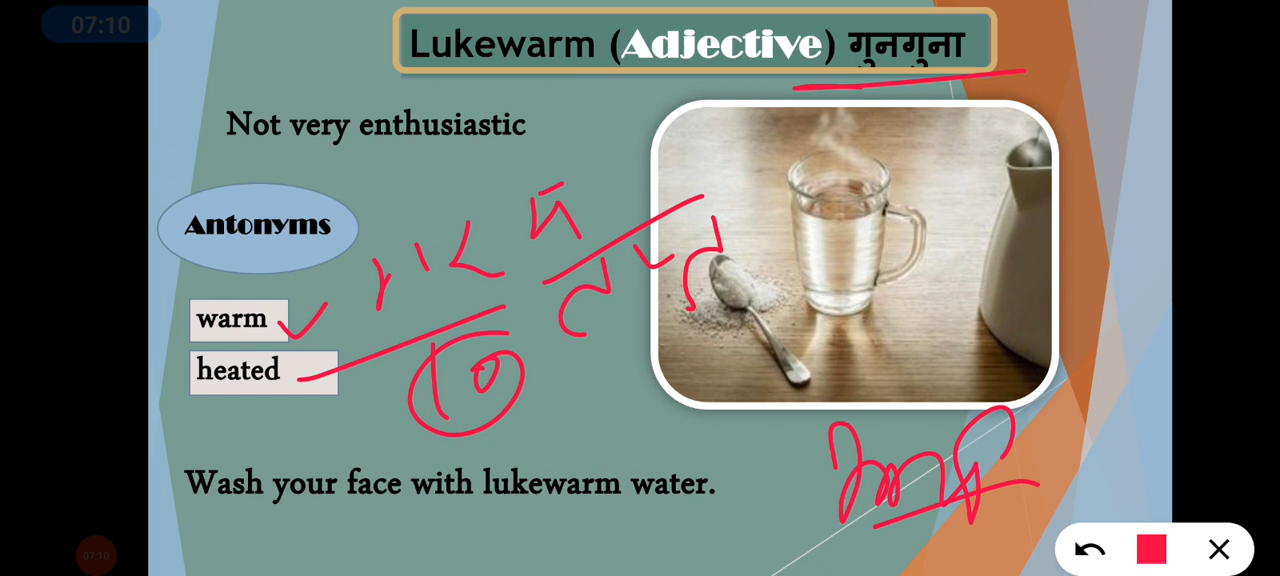 07:10
Lukewarm (Adjective) गुनगुना
Not very enthusiastic
Antonyms
warm
heated
10
Wash your face with lukewarm water.
07:10